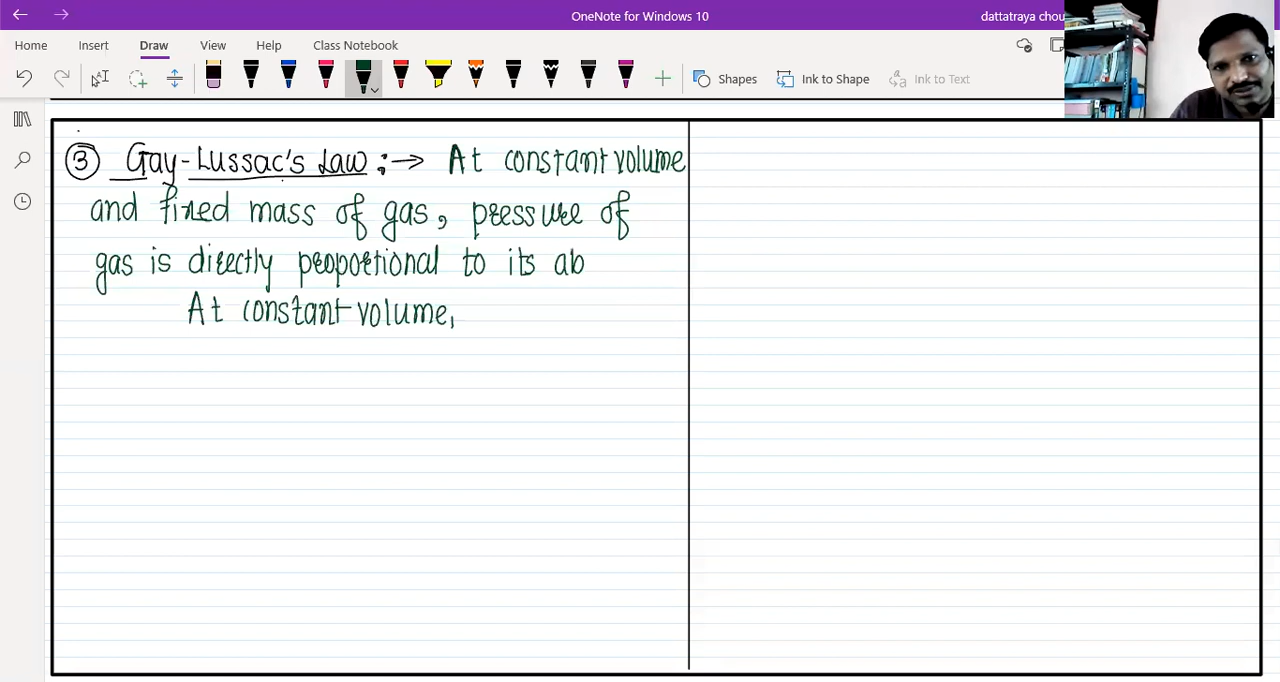 OneNote for Windows 10
dattatraya chou
Home Insert Draw View Help Class Notebook
Shapes Ink to Shape Ink to Text
③ Gay-Lussac's Law :→ At constant volume
and fixed mass of gas, pressure of
gas is directly proportional to its ab
At constant volume,